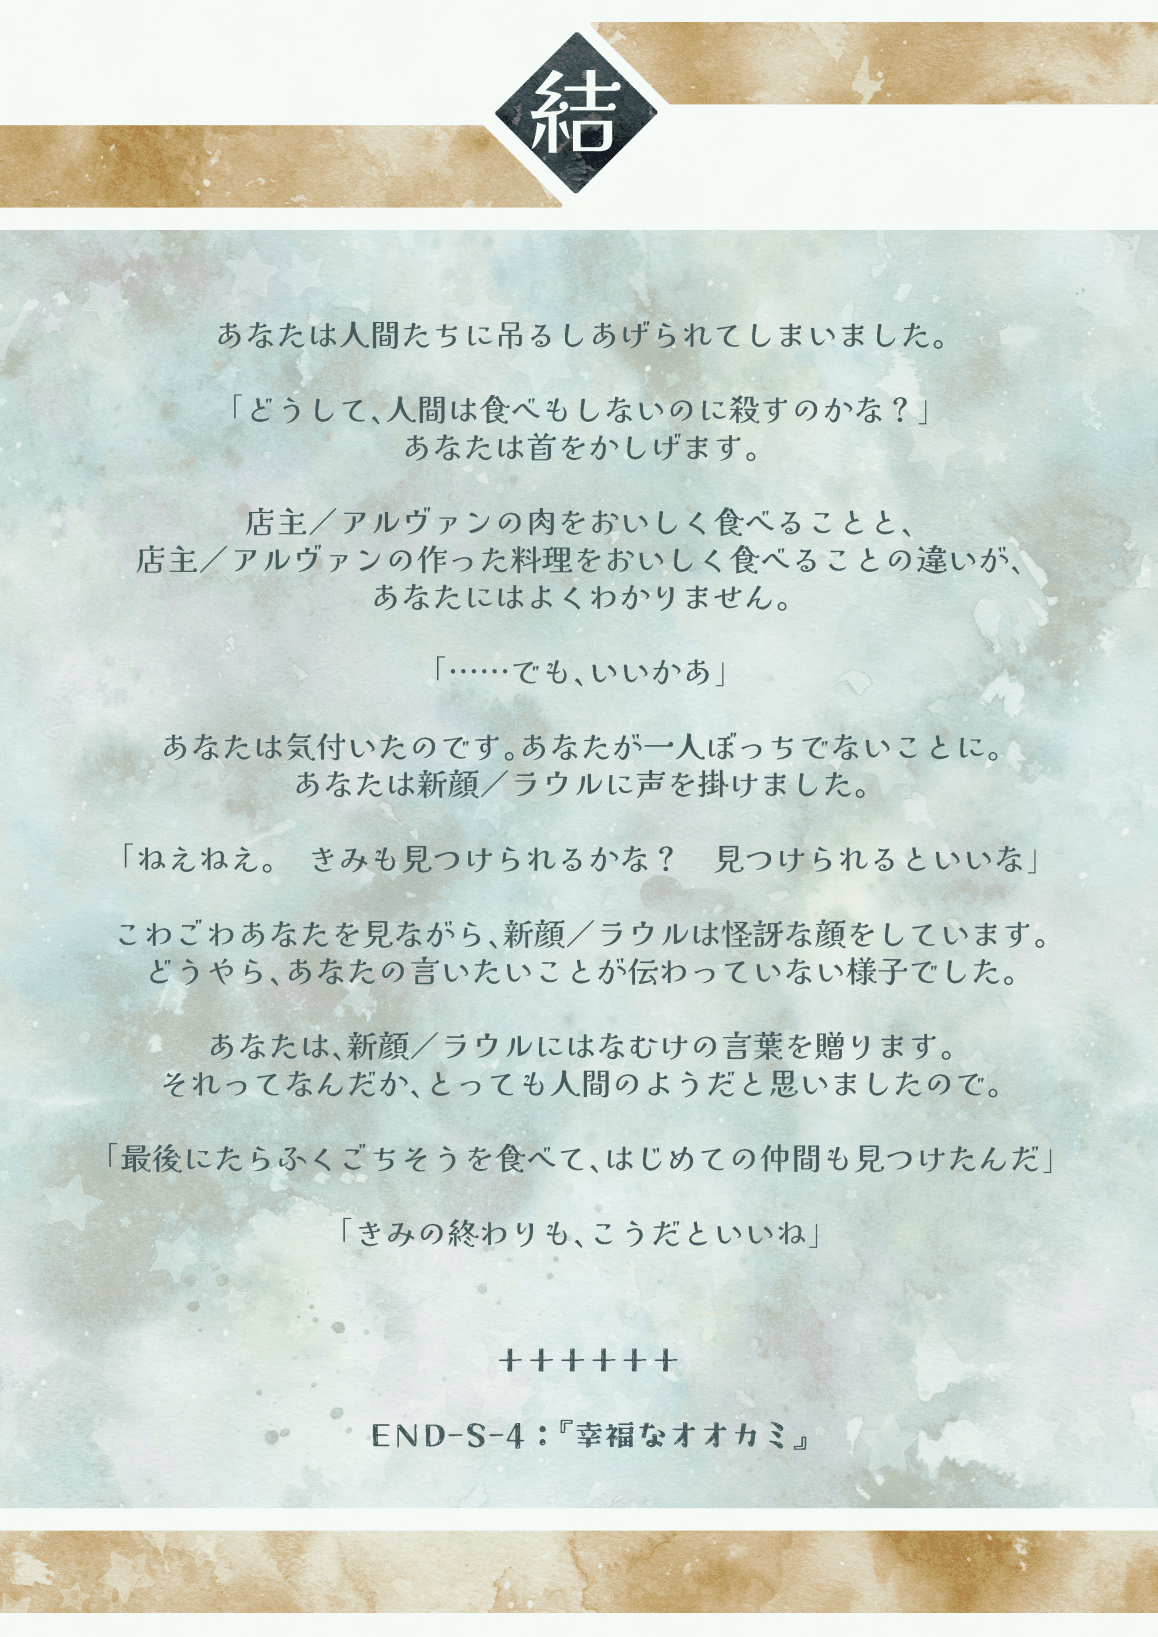 結
あなたは人間たちに吊るしあげられてしまいました。
「どうして、人間は食べもしないのに殺すのかな？」
あなたは首をかしげます。
店主／アルヴァンの肉をおいしく食べることと、
店主／アルヴァンの作った料理をおいしく食べることの違いが、
あなたにはよくわかりません。
「……でも、いいかあ」
あなたは気付いたのです。あなたが一人ぼっちでないことに。
あなたは新顔／ラウルに声を掛けました。
「ねえねえ。　きみも見つけられるかな？　見つけられるといいな」
こわごわあなたを見ながら、新顔／ラウルは怪訝な顔をしています。
どうやら、あなたの言いたいことが伝わっていない様子でした。
あなたは、新顔／ラウルにはなむけの言葉を贈ります。
それってなんだか、とっても人間のようだと思いましたので。
「最後にたらふくごちそうを食べて、はじめての仲間も見つけたんだ」
「きみの終わりも、こうだといいね」
++++++
END-S-4：『幸福なオオカミ』